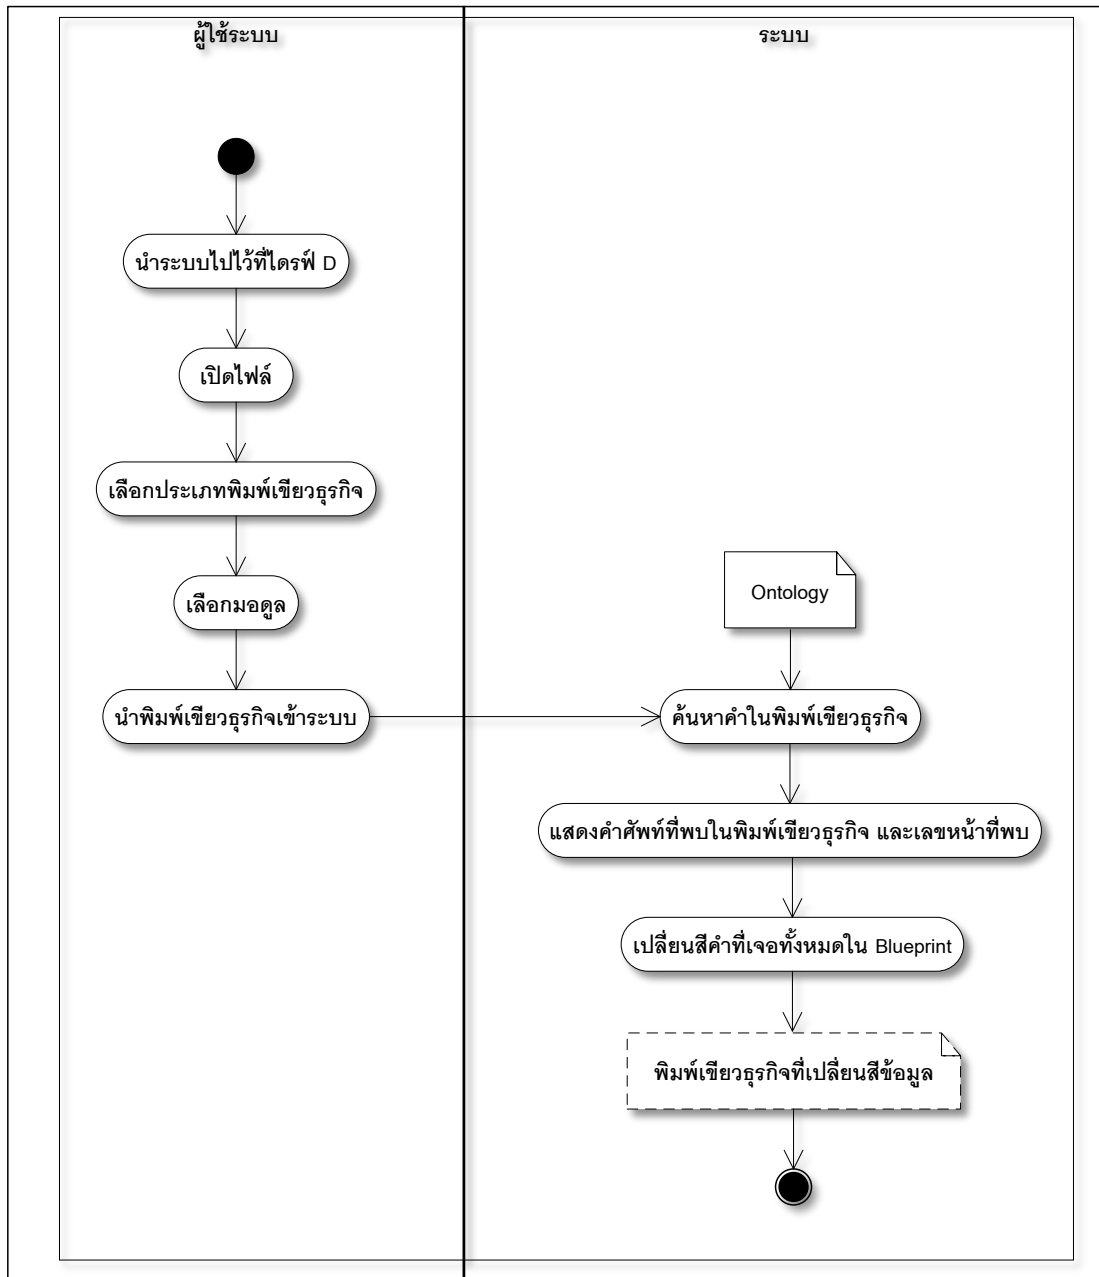 ผู้ใช้ระบบ
ระบบ
นำระบบไปไว้ที่ไดรฟ์ D
เปิดไฟล์
เลือกประเภทพิมพ์เขียวธุรกิจ
เลือกมอดูล
นำพิมพ์เขียวธุรกิจเข้าระบบ
Ontology
ค้นหาคำในพิมพ์เขียวธุรกิจ
แสดงคำศัพท์ที่พบในพิมพ์เขียวธุรกิจ และเลขหน้าที่พบ
เปลี่ยนสีคำที่เจอทั้งหมดใน Blueprint
พิมพ์เขียวธุรกิจที่เปลี่ยนสีข้อมูล